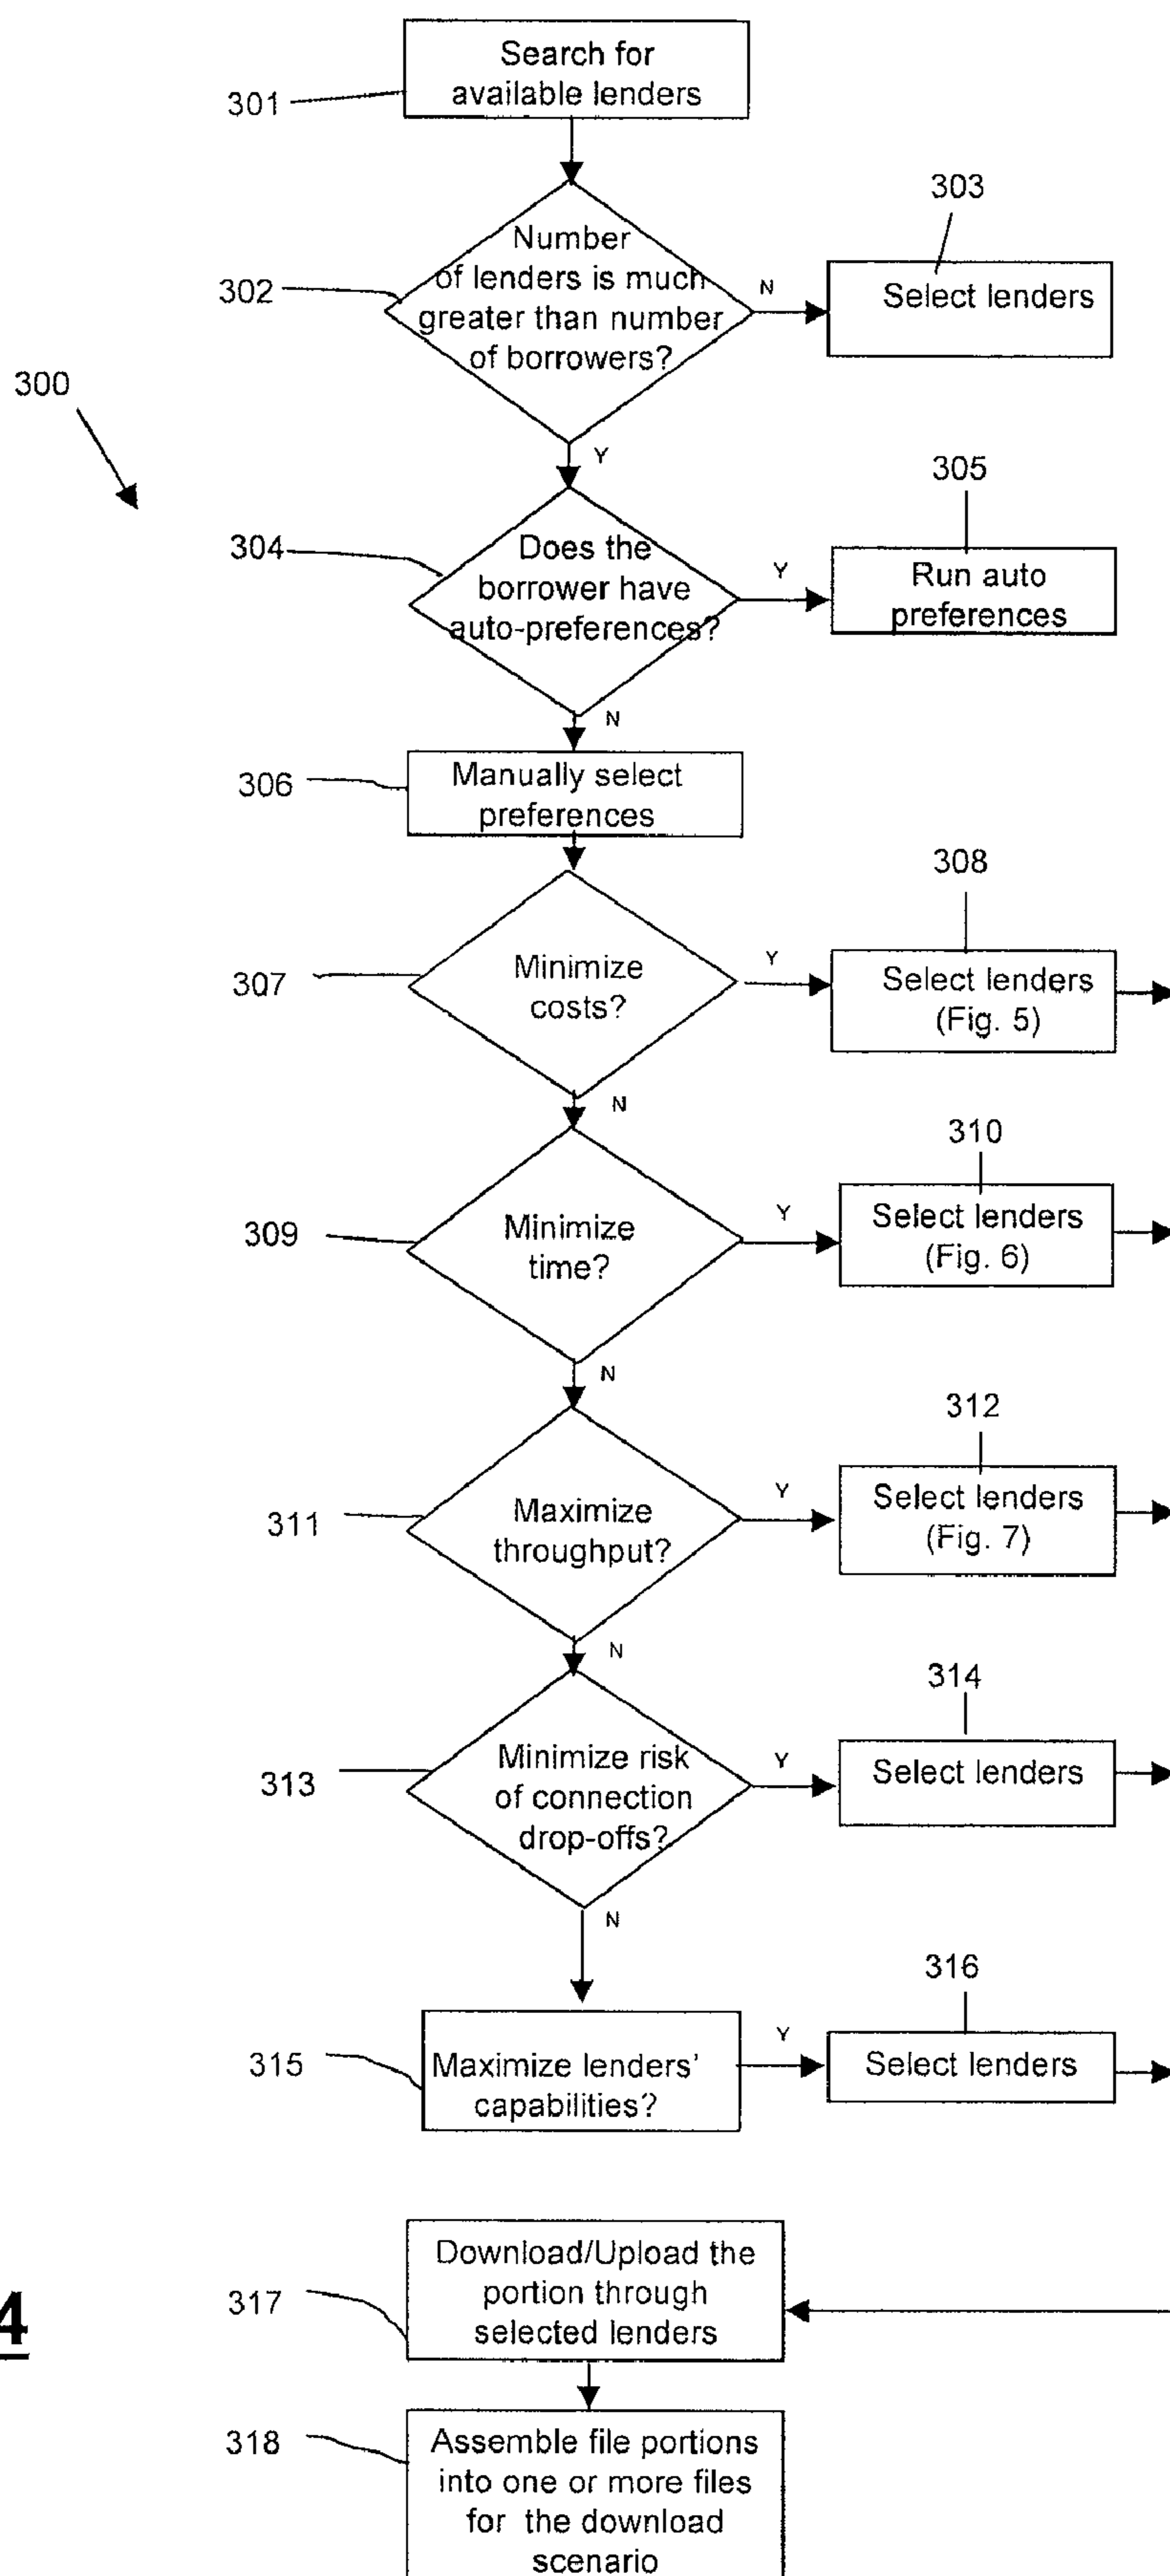 Search for
available lenders
301
303
Number
of lenders is much
greater than number
of borrowers?
302
N
Select lenders
300
Y
305
304
Does the
borrower have
auto-preferences?
Y
Run auto
preferences
N
306
Manually select
preferences
308
307
Minimize
costs?
Y
Select lenders
(Fig. 5)
N
310
309
Minimize
time?
Y
Select lenders
(Fig. 6)
N
312
311
Maximize
throughput?
Y
Select lenders
(Fig. 7)
N
314
313
Minimize risk
of connection
drop-offs?
Y
Select lenders
N
316
315
Maximize lenders'
capabilities?
Y
Select lenders
317
Download/Upload the
portion through
selected lenders
4
318
Assemble file portions
into one or more files
for the download
scenario